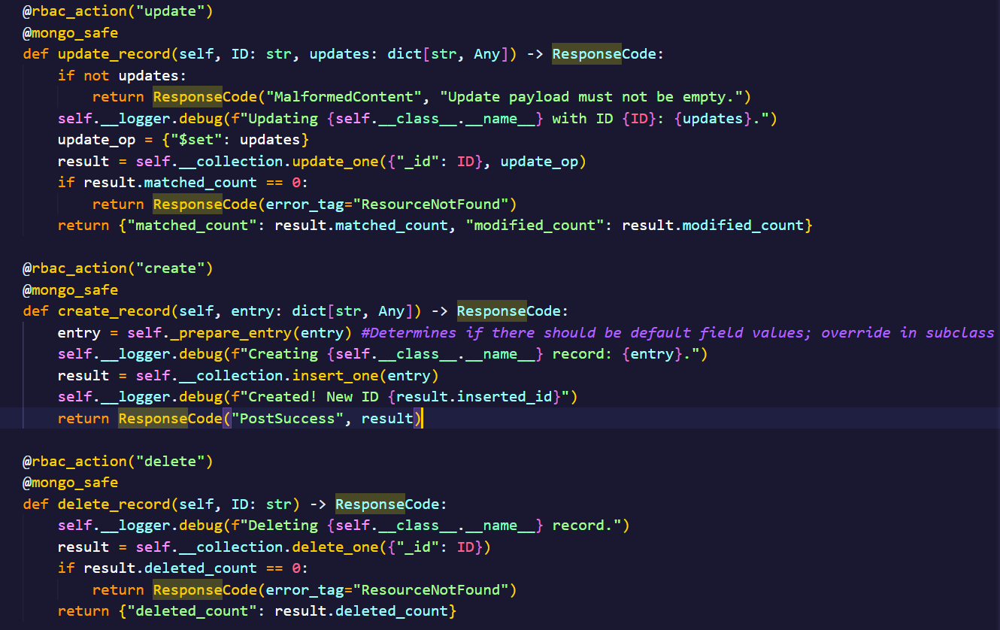 @rbac_action("update")
@mongo_safe
def update_record(self, ID: str, updates: dict[str, Any]) -> ResponseCode:
    if not updates:
        return ResponseCode("MalformedContent", "Update payload must not be empty.")
    self.__logger.debug(f"Updating {self.__class__.__name__} with ID {ID}: {updates}.")
    update_op = {"$set": updates}
    result = self.__collection.update_one({"_id": ID}, update_op)
    if result.matched_count == 0:
        return ResponseCode(error_tag="ResourceNotFound")
    return {"matched_count": result.matched_count, "modified_count": result.modified_count}

@rbac_action("create")
@mongo_safe
def create_record(self, entry: dict[str, Any]) -> ResponseCode:
    entry = self._prepare_entry(entry) #Determines if there should be default field values; override in subclass
    self.__logger.debug(f"Creating {self.__class__.__name__} record: {entry}.")
    result = self.__collection.insert_one(entry)
    self.__logger.debug(f"Created! New ID {result.inserted_id}")
    return ResponseCode("PostSuccess", result)

@rbac_action("delete")
@mongo_safe
def delete_record(self, ID: str) -> ResponseCode:
    self.__logger.debug(f"Deleting {self.__class__.__name__} record.")
    result = self.__collection.delete_one({"_id": ID})
    if result.deleted_count == 0:
        return ResponseCode(error_tag="ResourceNotFound")
    return {"deleted_count": result.deleted_count}